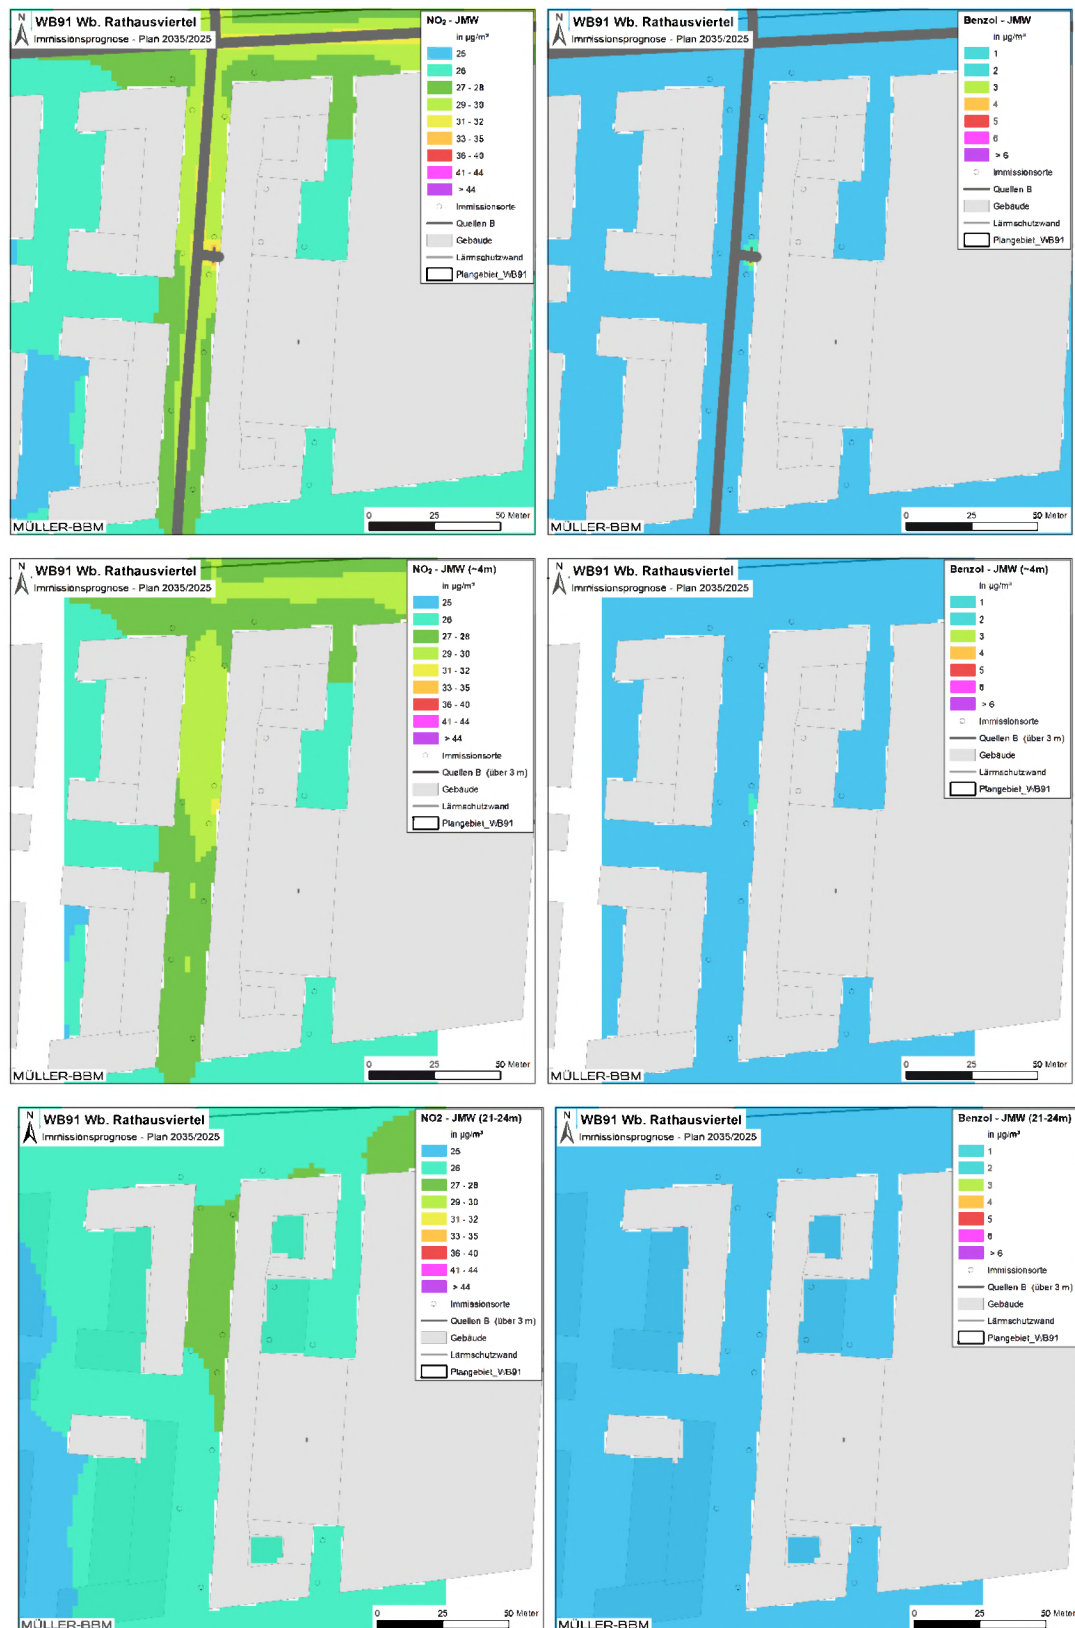 N
WB91 Wb. Rathausviertel
Immissionsprognose - Plan 2035/2025
NO₂ - JMW
in µg/m³
25
26
27 - 28
29 - 30
31 - 32
33 - 35
36 - 40
41 - 44
> 44
Immissionsorte
Quellen B
Gebäude
Lärmschutzwand
Plangebiet_WB91
MÜLLER-BBM
0 25 50 Meter
N
WB91 Wb. Rathausviertel
Immissionsprognose - Plan 2035/2025
Benzol - JMW
in µg/m³
1
2
3
4
5
6
> 6
Immissionsorte
Quellen B
Gebäude
Lärmschutzwand
Plangebiet_WB91
MÜLLER-BBM
0 25 50 Meter
N
WB91 Wb. Rathausviertel
Immissionsprognose - Plan 2035/2025
NO₂ - JMW (~4m)
in µg/m³
25
26
27 - 28
29 - 30
31 - 32
33 - 35
36 - 40
41 - 44
> 44
Immissionsorte
Quellen B (über 3 m)
Gebäude
Lärmschutzwand
Plangebiet_WB91
MÜLLER-BBM
0 25 50 Meter
N
WB91 Wb. Rathausviertel
Immissionsprognose - Plan 2035/2025
Benzol - JMW (~4m)
in µg/m³
1
2
3
4
5
6
> 6
Immissionsorte
Quellen B (über 3 m)
Gebäude
Lärmschutzwand
Plangebiet_WB91
MÜLLER-BBM
0 25 50 Meter
N
WB91 Wb. Rathausviertel
Immissionsprognose - Plan 2035/2025
NO2 - JMW (21-24m)
in µg/m³
25
26
27 - 28
29 - 30
31 - 32
33 - 35
36 - 40
41 - 44
> 44
Immissionsorte
Quellen B (über 3 m)
Gebäude
Lärmschutzwand
Plangebiet_WB91
MÜLLER-BBM
0 25 50 Meter
N
WB91 Wb. Rathausviertel
Immissionsprognose - Plan 2035/2025
Benzol - JMW (21-24m)
in µg/m³
1
2
3
4
5
6
> 6
Immissionsorte
Quellen B (über 3 m)
Gebäude
Lärmschutzwand
Plangebiet_WB91
MÜLLER-BBM
0 25 50 Meter